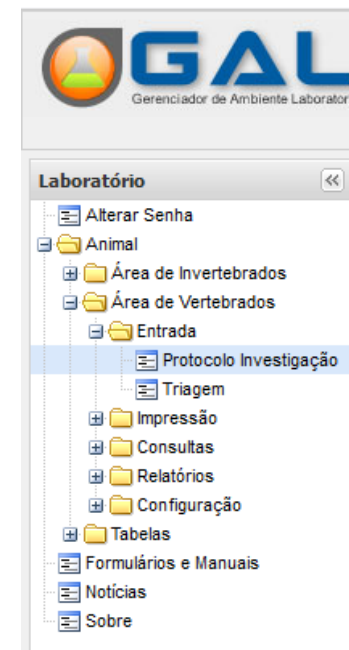 GAL
Gerenciador de Ambiente Laborator
Laboratório
Alterar Senha
Animal
Área de Invertebrados
Área de Vertebrados
Entrada
Protocolo Investigação
Triagem
Impressão
Consultas
Relatórios
Configuração
Tabelas
Formulários e Manuais
Notícias
Sobre